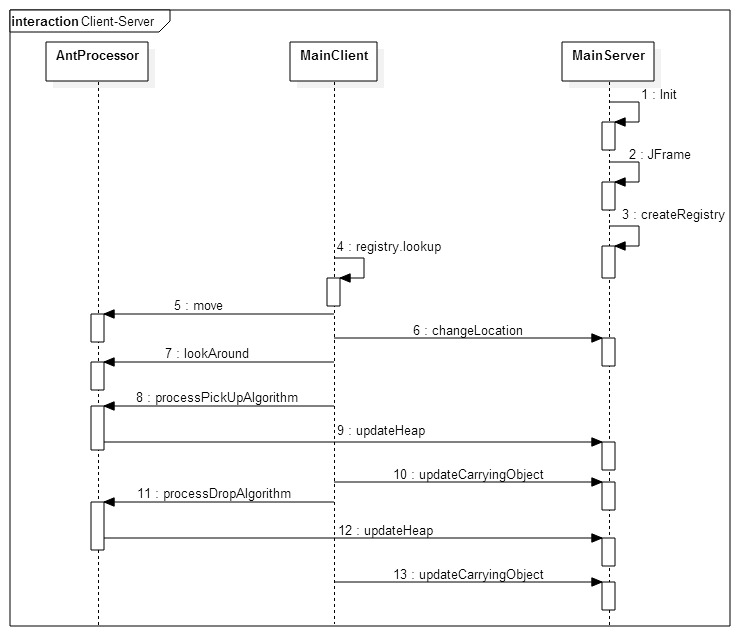 interaction Client-Server
AntProcessor
MainClient
MainServer
1 : Init
2 : JFrame
3 : createRegistry
4 : registry.lookup
5 : move
6 : changeLocation
7 : lookAround
8 : processPickUpAlgorithm
9 : updateHeap
10 : updateCarryingObject
11 : processDropAlgorithm
12 : updateHeap
13 : updateCarryingObject